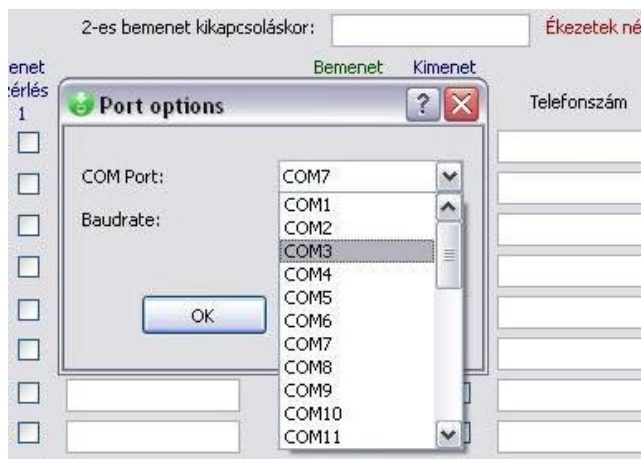 2-es bemenet kikapcsoláskor:
Ékezetek né
enet
Bemenet
Kimenet
zérlés
1
Port options
Telefonszám
COM Port:
COM7
Baudrate:
COM1
COM2
COM3
COM4
COM5
COM6
COM7
COM8
COM9
COM10
COM11
OK